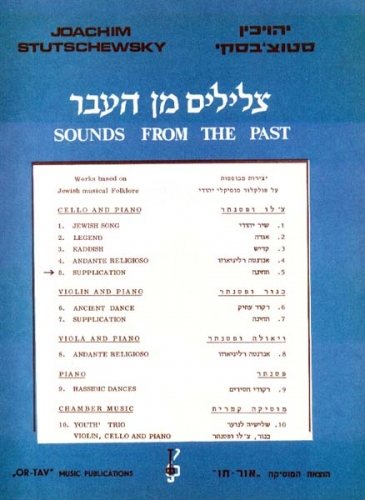 JOACHIM STUTSCHEWSKY
יהויכין סטוצ'בסקי
צלילים מן העבר
SOUNDS FROM THE PAST
Works based on Jewish musical Folklore
יצירות מבוססות על פולקלור מוסיקלי יהודי
CELLO AND PIANO צ'לו ופסנתר
1. JEWISH SONG 1. שיר יהודי
2. LEGEND 2. אגדה
3. KADDISH 3. קדיש
4. ANDANTE RELIGIOSO 4. אנדנטה רליגיוזו
→ 5. SUPPLICATION 5. תחינה
VIOLIN AND PIANO כנור ופסנתר
6. ANCIENT DANCE 6. רקוד עתיק
7. SUPPLICATION 7. תחינה
VIOLA AND PIANO ויאולה ופסנתר
8. ANDANTE RELIGIOSO 8. אנדנטה רליגיוזו
PIANO פסנתר
9. HASSIDIC DANCES 9. רקודי חסידים
CHAMBER MUSIC מוסיקה קמרית
10. YOUTH' TRIO 10. שלישיה לנוער
VIOLIN, CELLO AND PIANO כנור, צ'לו ופסנתר
"OR-TAV" MUSIC PUBLICATIONS הוצאת המוסיקה "אור-תו"